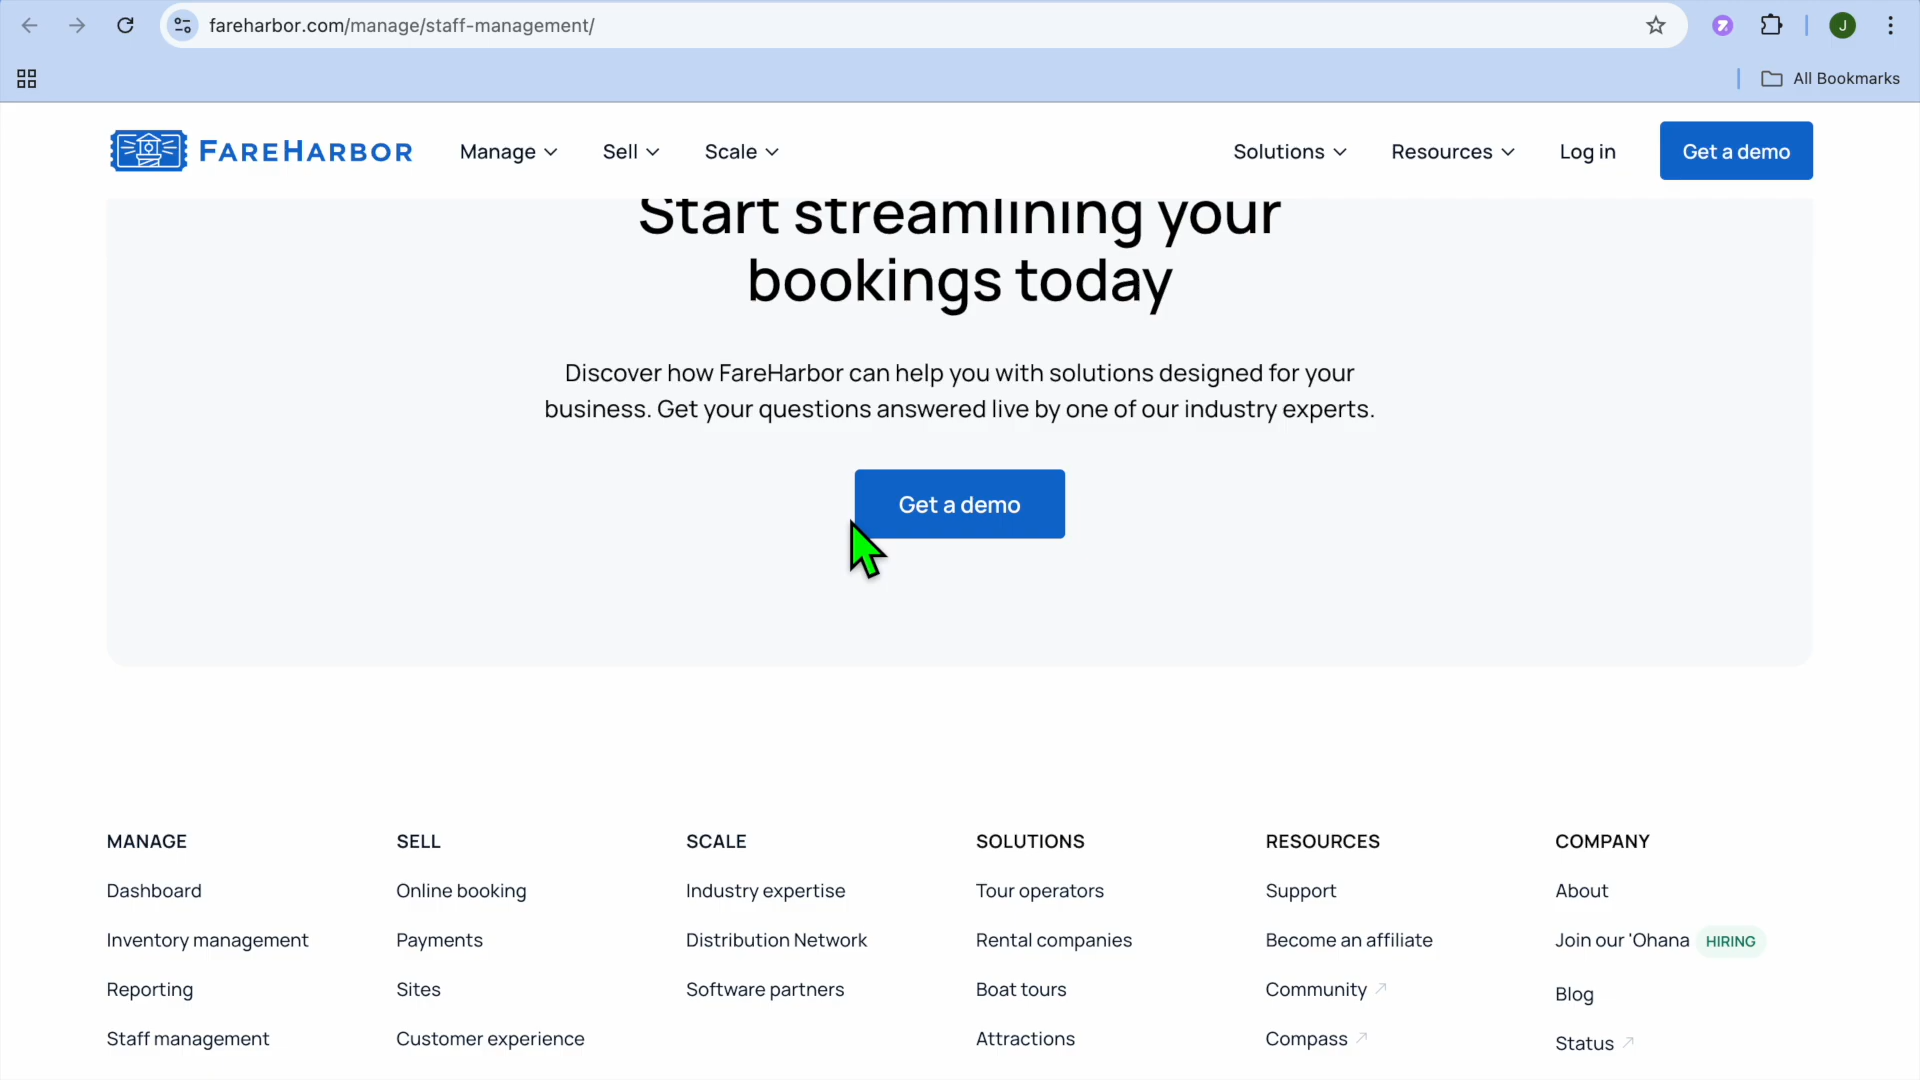 fareharbor.com/manage/staff-management/
J
All Bookmarks
FAREHARBOR Manage Sell Scale Solutions Resources Log in Get a demo
Start streamlining your
bookings today
Discover how FareHarbor can help you with solutions designed for your
business. Get your questions answered live by one of our industry experts.
Get a demo
MANAGE
Dashboard
Inventory management
Reporting
Staff management
SELL
Online booking
Payments
Sites
Customer experience
SCALE
Industry expertise
Distribution Network
Software partners
SOLUTIONS
Tour operators
Rental companies
Boat tours
Attractions
RESOURCES
Support
Become an affiliate
Community
Compass
COMPANY
About
Join our 'Ohana HIRING
Blog
Status